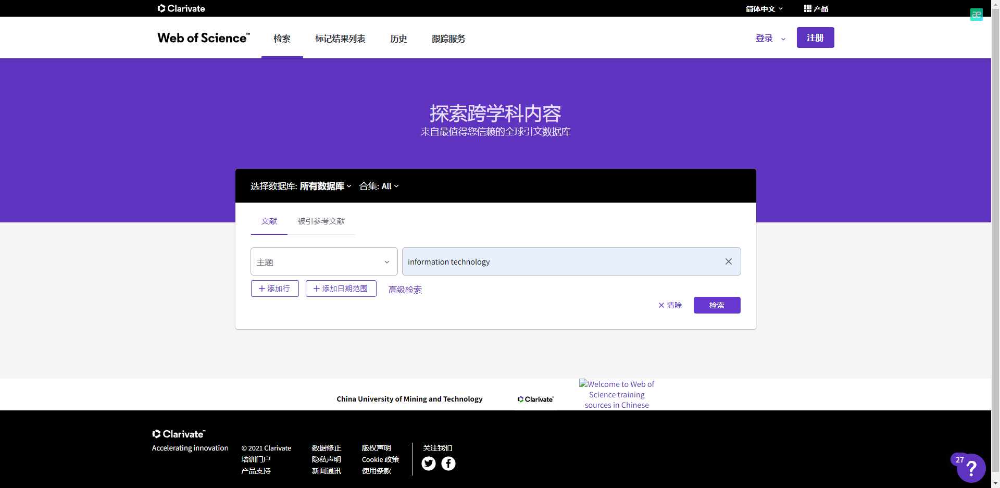 Clarivate
简体中文
产品
æ
Web of Science™
检索
标记结果列表
历史
跟踪服务
登录
注册
探索跨学科内容
来自最值得您信赖的全球引文数据库
选择数据库: 所有数据库 合集: All
文献
被引参考文献
主题
information technology
添加行
添加日期范围
高级检索
清除
检索
China University of Mining and Technology
Clarivate™
Welcome to Web of
Science training
sources in Chinese
Clarivate™
Accelerating innovation
© 2021 Clarivate
培训门户
产品支持
数据修正
隐私声明
新闻通讯
版权声明
Cookie 政策
使用条款
关注我们
27
?